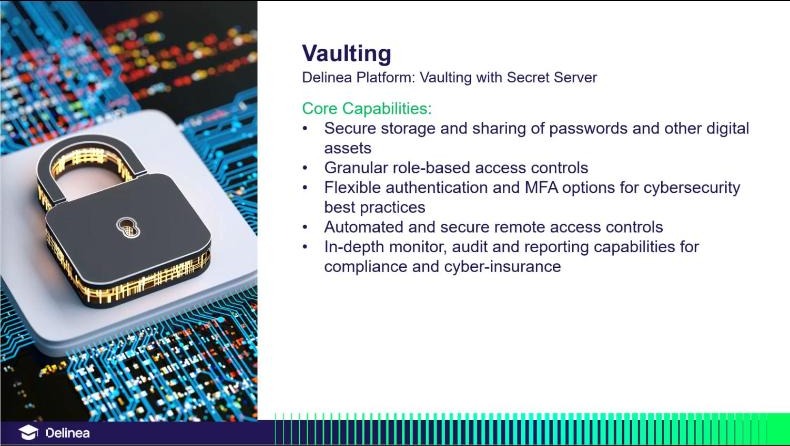 Vaulting
Delinea Platform: Vaulting with Secret Server
Core Capabilities:
• Secure storage and sharing of passwords and other digital
assets
• Granular role-based access controls
• Flexible authentication and MFA options for cybersecurity
best practices
• Automated and secure remote access controls
• In-depth monitor, audit and reporting capabilities for
compliance and cyber-insurance
Delinea